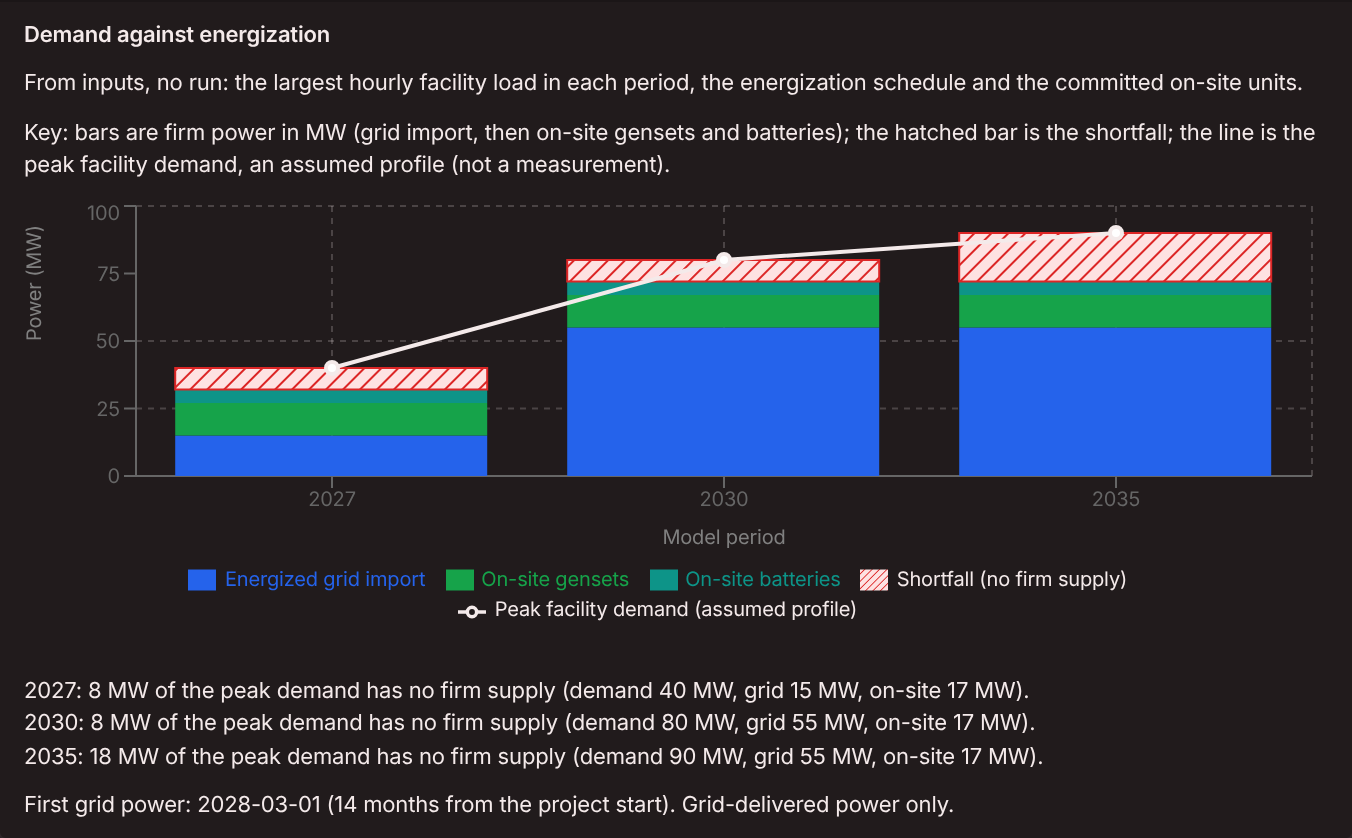 Demand against energization
From inputs, no run: the largest hourly facility load in each period, the energization schedule and the committed on-site units.
Key: bars are firm power in MW (grid import, then on-site gensets and batteries); the hatched bar is the shortfall; the line is the
peak facility demand, an assumed profile (not a measurement).
Power (MW)
100
75
50
25
0
2027
2030
2035
Model period
Energized grid import
On-site gensets
On-site batteries
Shortfall (no firm supply)
Peak facility demand (assumed profile)
2027: 8 MW of the peak demand has no firm supply (demand 40 MW, grid 15 MW, on-site 17 MW).
2030: 8 MW of the peak demand has no firm supply (demand 80 MW, grid 55 MW, on-site 17 MW).
2035: 18 MW of the peak demand has no firm supply (demand 90 MW, grid 55 MW, on-site 17 MW).
First grid power: 2028-03-01 (14 months from the project start). Grid-delivered power only.